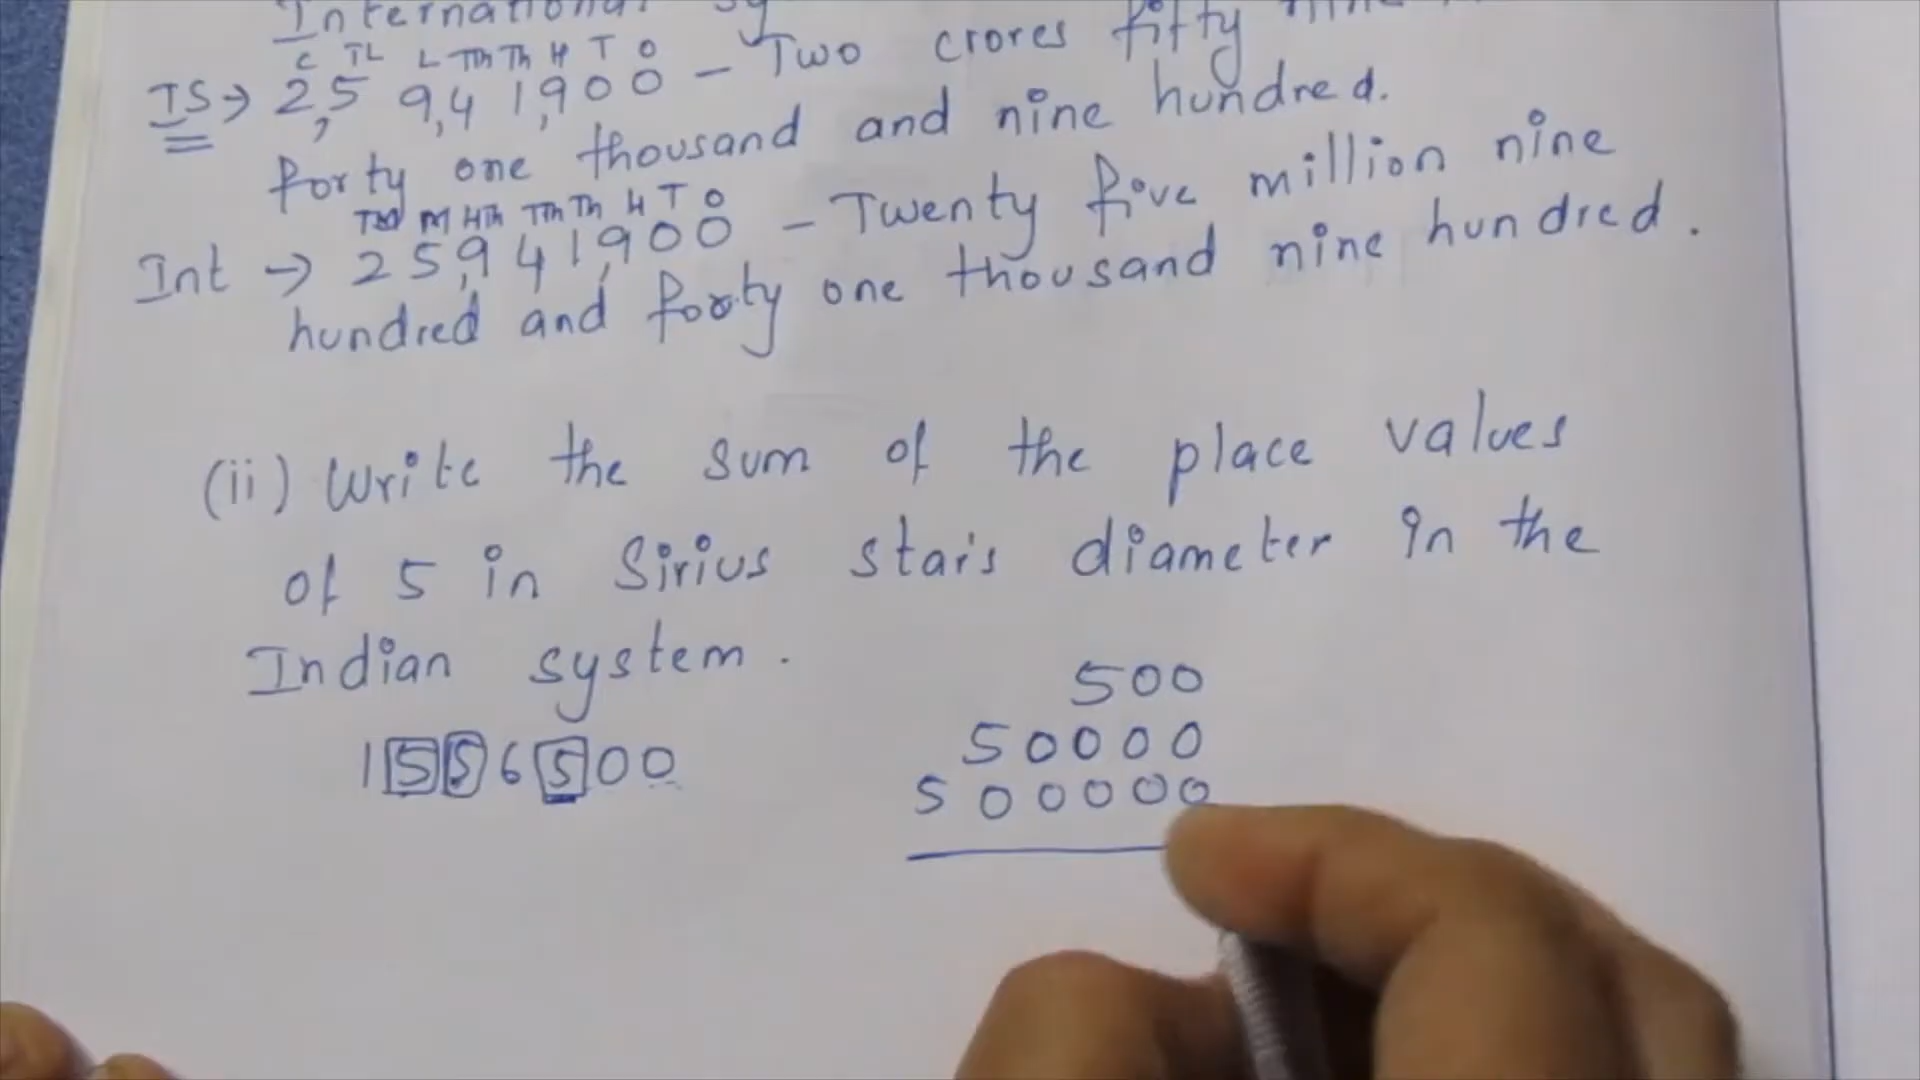 International
C TL L TTh Th H T O
IS → 2,5 9,4 1,900 – Two crores fifty nine
forty one thousand and nine hundred.
M HTh TTh Th H T O
Int → 25,941,900 – Twenty five million nine
hundred and forty one thousand nine hundred.
(ii) Write the sum of the place values
of 5 in Sirius star's diameter in the
Indian system.
1556500
500
50000
500000